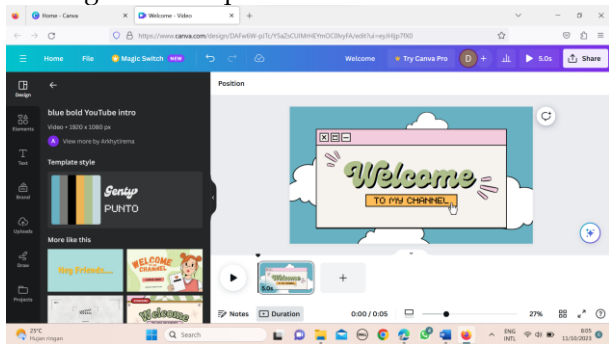 Home - Canva
Welcome - Video
https://www.canva.com/design/DAFw6W-pJTc/Y5aZsCUIMrHEYmOC0IvyFA/edit?ui=eyJHIjp7fX0
Home File Magic Switch NEW Welcome Try Canva Pro D 5.0s Share
Design
Elements
Text
Brand
Uploads
Draw
Projects
blue bold YouTube intro
Video • 1920 x 1080 px
A View more by Arkhytirema
Template style
Genty
PUNTO
More like this
Hey Friends...
WELCOME
CHANNEL
Welcome
Position
Welcome
TO MY CHANNEL
5.0s
Notes Duration 0:00 / 0:05 27%
23°C
Hujan ringan
Search
ENG
INTL
8:05
11/10/2023